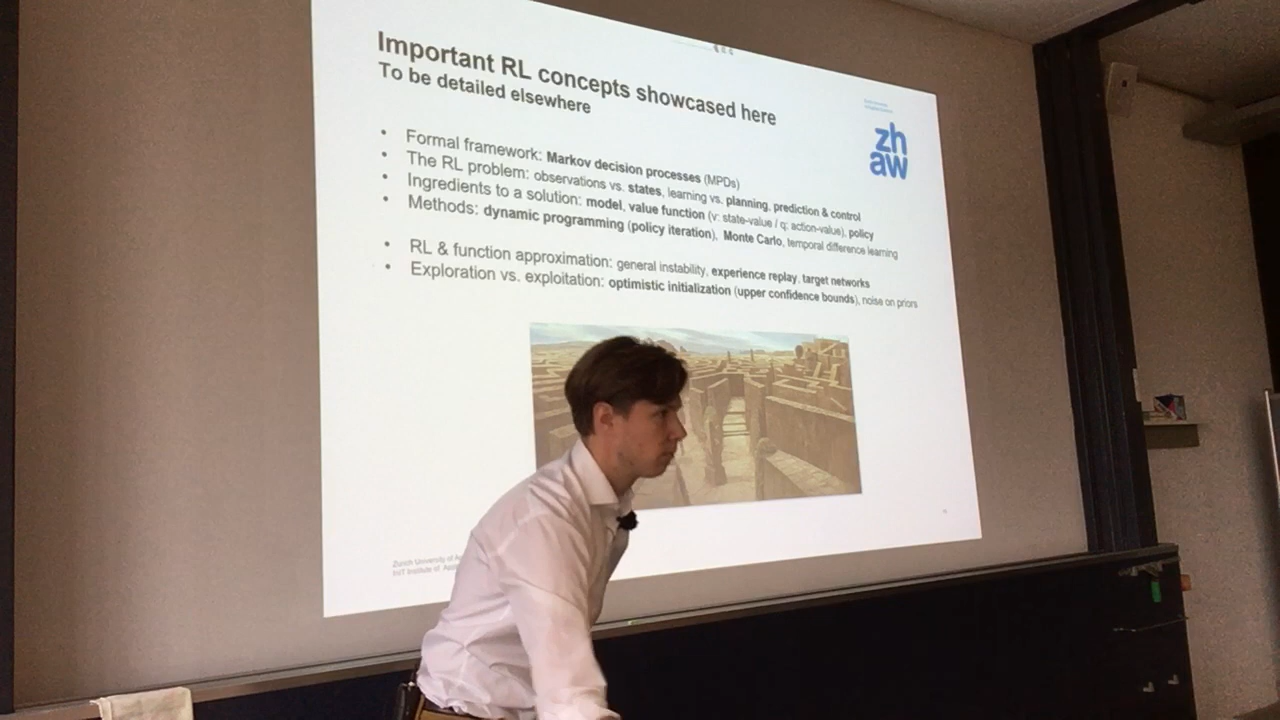 Important RL concepts showcased here
To be detailed elsewhere
zh
aw
• Formal framework: Markov decision processes (MPDs)
• The RL problem: observations vs. states, learning vs. planning, prediction & control
• Ingredients to a solution: model, value function (v: state-value / q: action-value), policy
• Methods: dynamic programming (policy iteration), Monte Carlo, temporal difference learning
• RL & function approximation: general instability, experience replay, target networks
• Exploration vs. exploitation: optimistic initialization (upper confidence bounds), noise on priors
Zurich University of
InIT Institute of